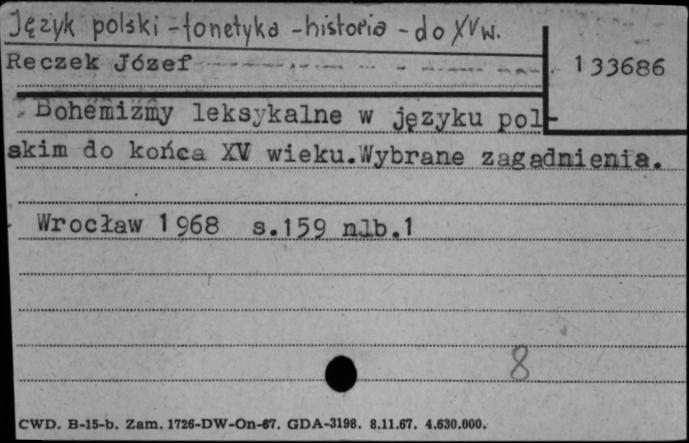 Język polski - fonetyka - historia - do XV w.
Reczek Józef
133686
Bohemizmy leksykalne w języku pol-
skim do końca XV wieku. Wybrane zagadnienia.
Wrocław 1968 s.159 nlb.1
8
CWD. B-15-b. Zam. 1726-DW-On-67. GDA-3198. 8.11.67. 4.630.000.